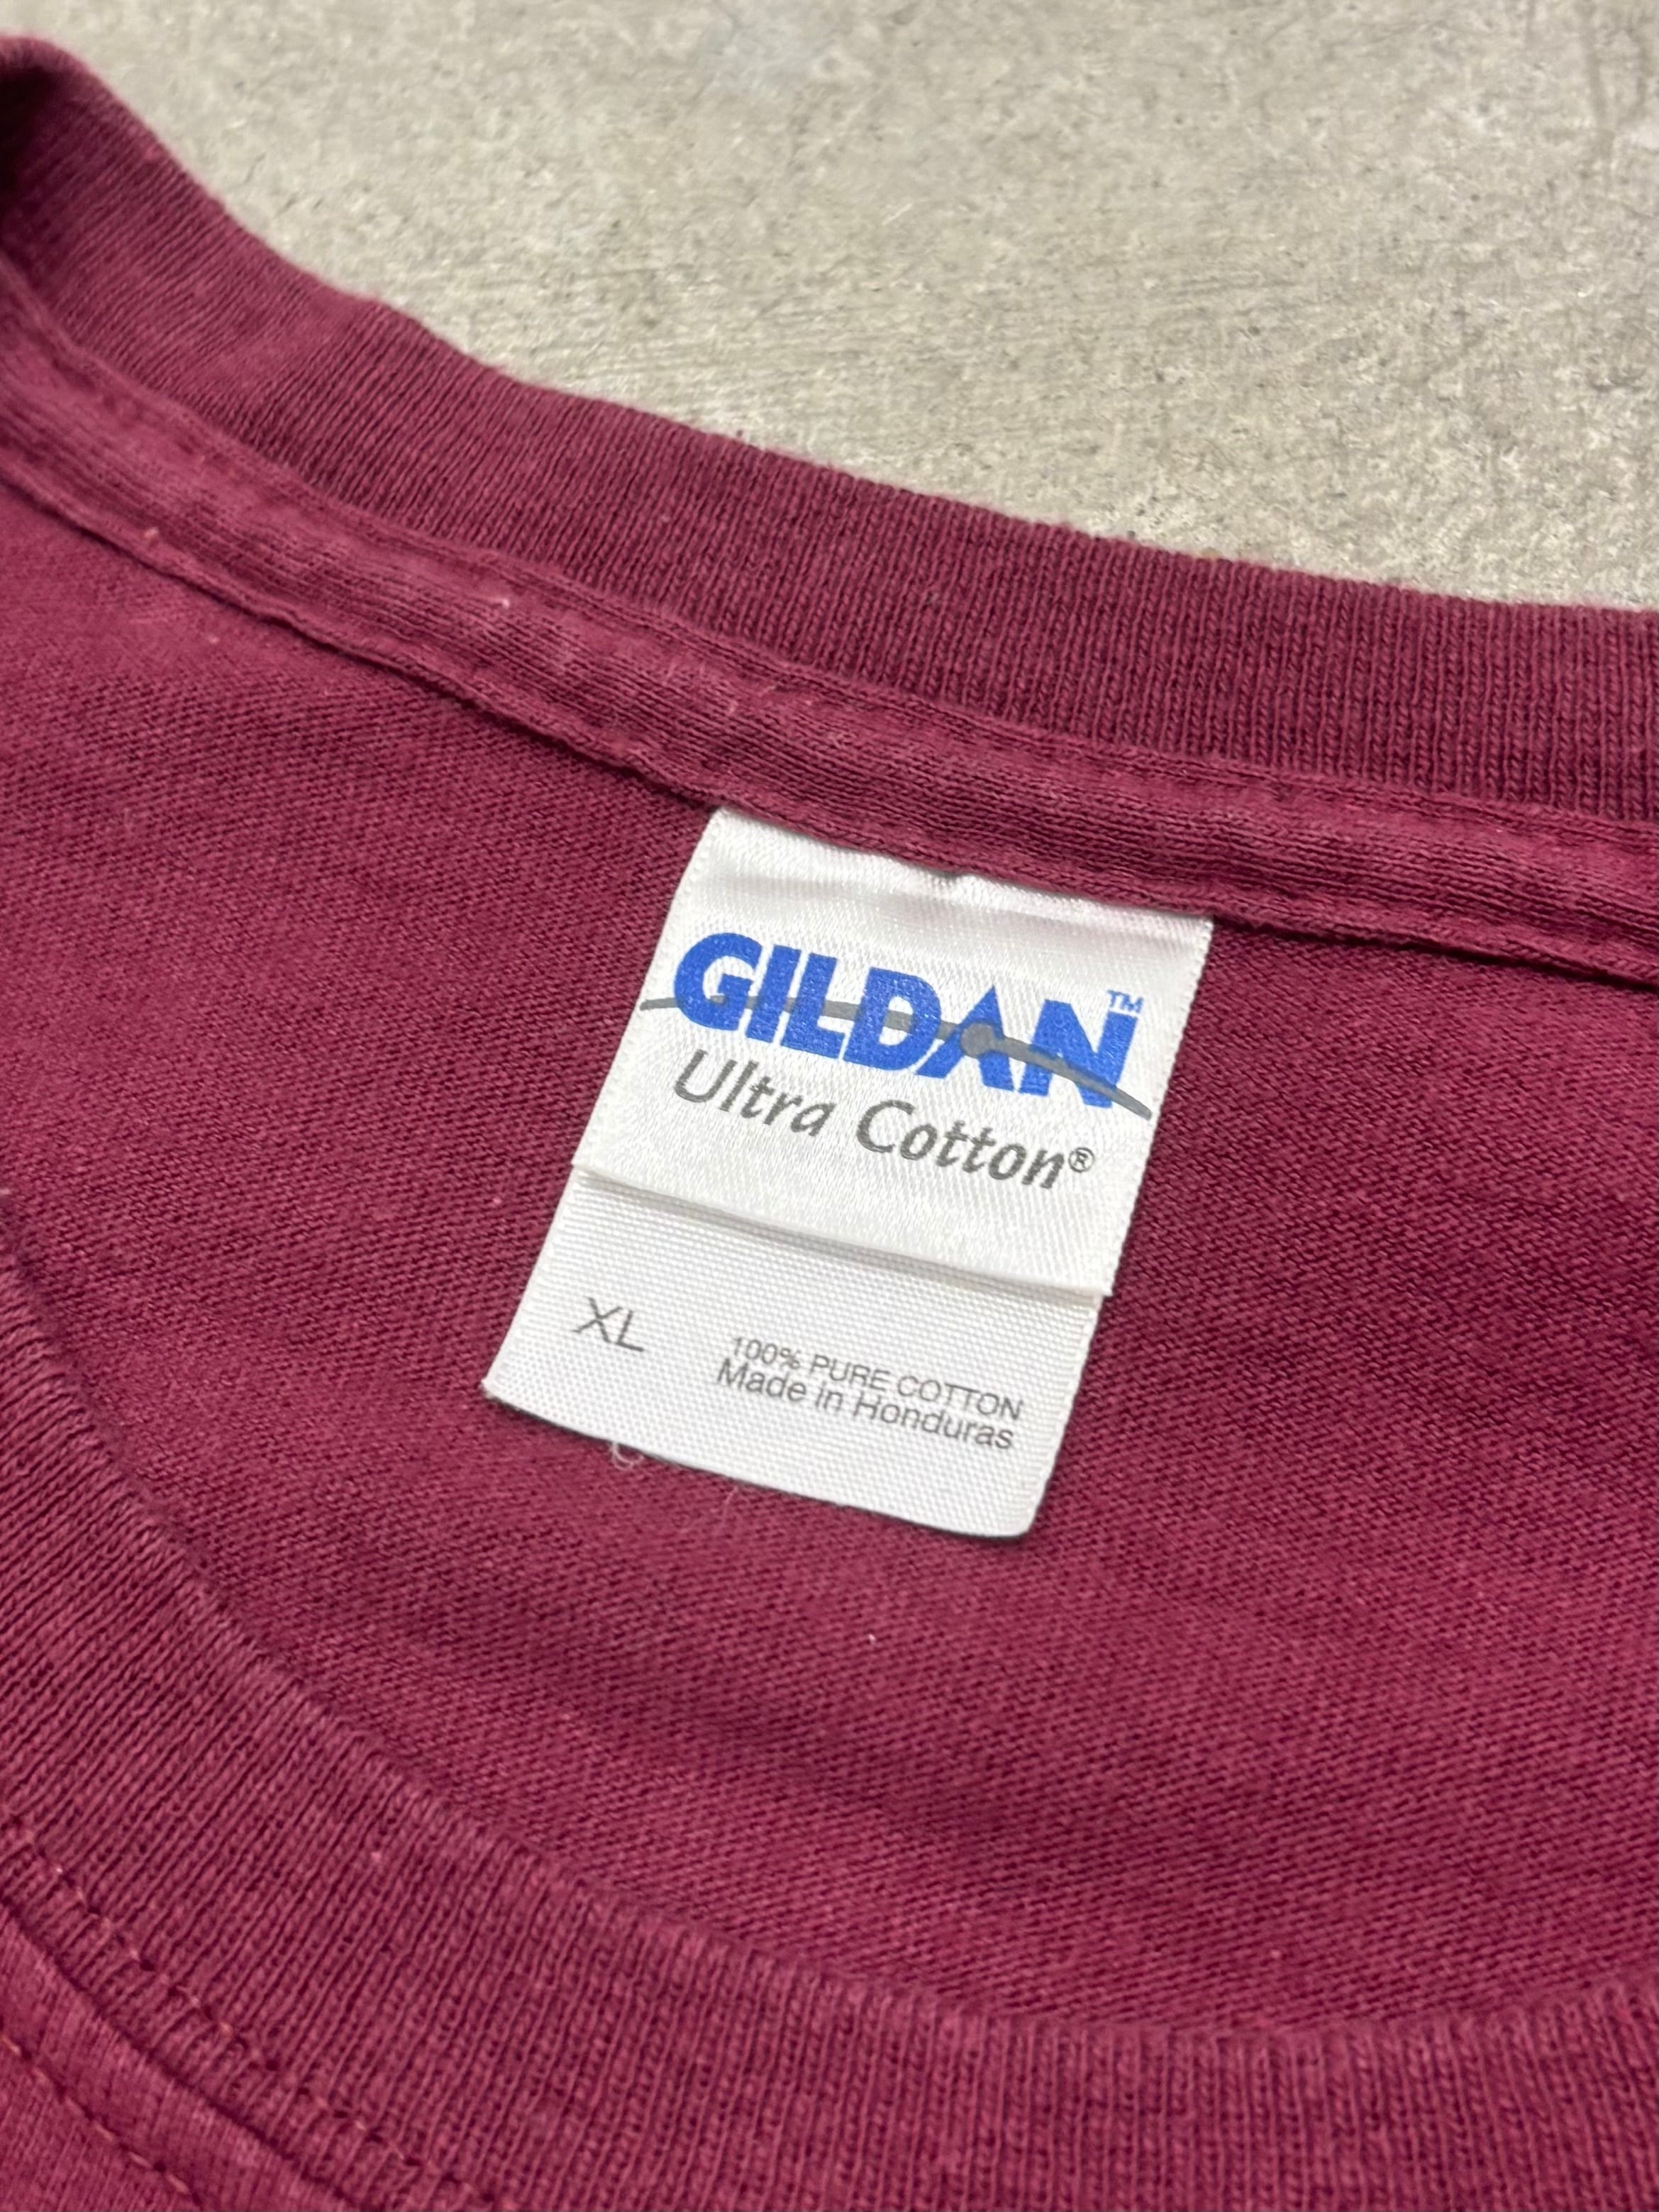 GILDAN™
Ultra Cotton®
XL
100% PURE COTTON
Made in Honduras